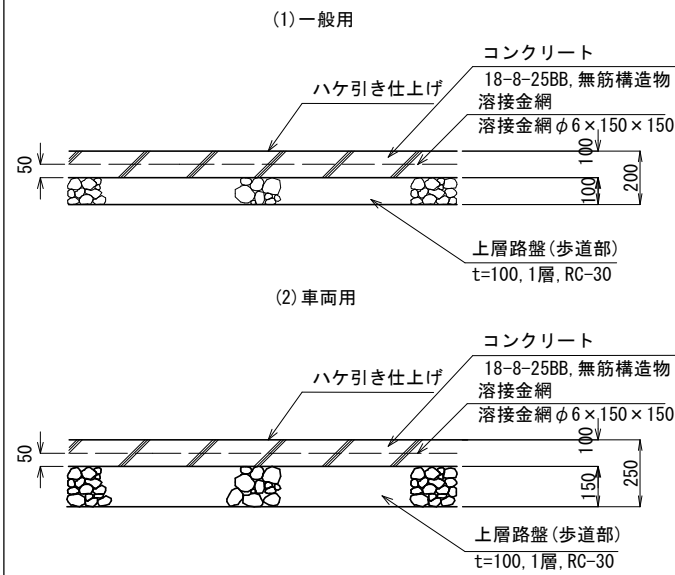 (1)一般用
コンクリート
18-8-25BB,無筋構造物
ハケ引き仕上げ
溶接金網
溶接金網φ6×150×150
50
100
100
200
上層路盤(歩道部)
t=100,1層,RC-30
(2)車両用
コンクリート
18-8-25BB,無筋構造物
ハケ引き仕上げ
溶接金網
溶接金網φ6×150×150
50
100
150
250
上層路盤(歩道部)
t=100,1層,RC-30